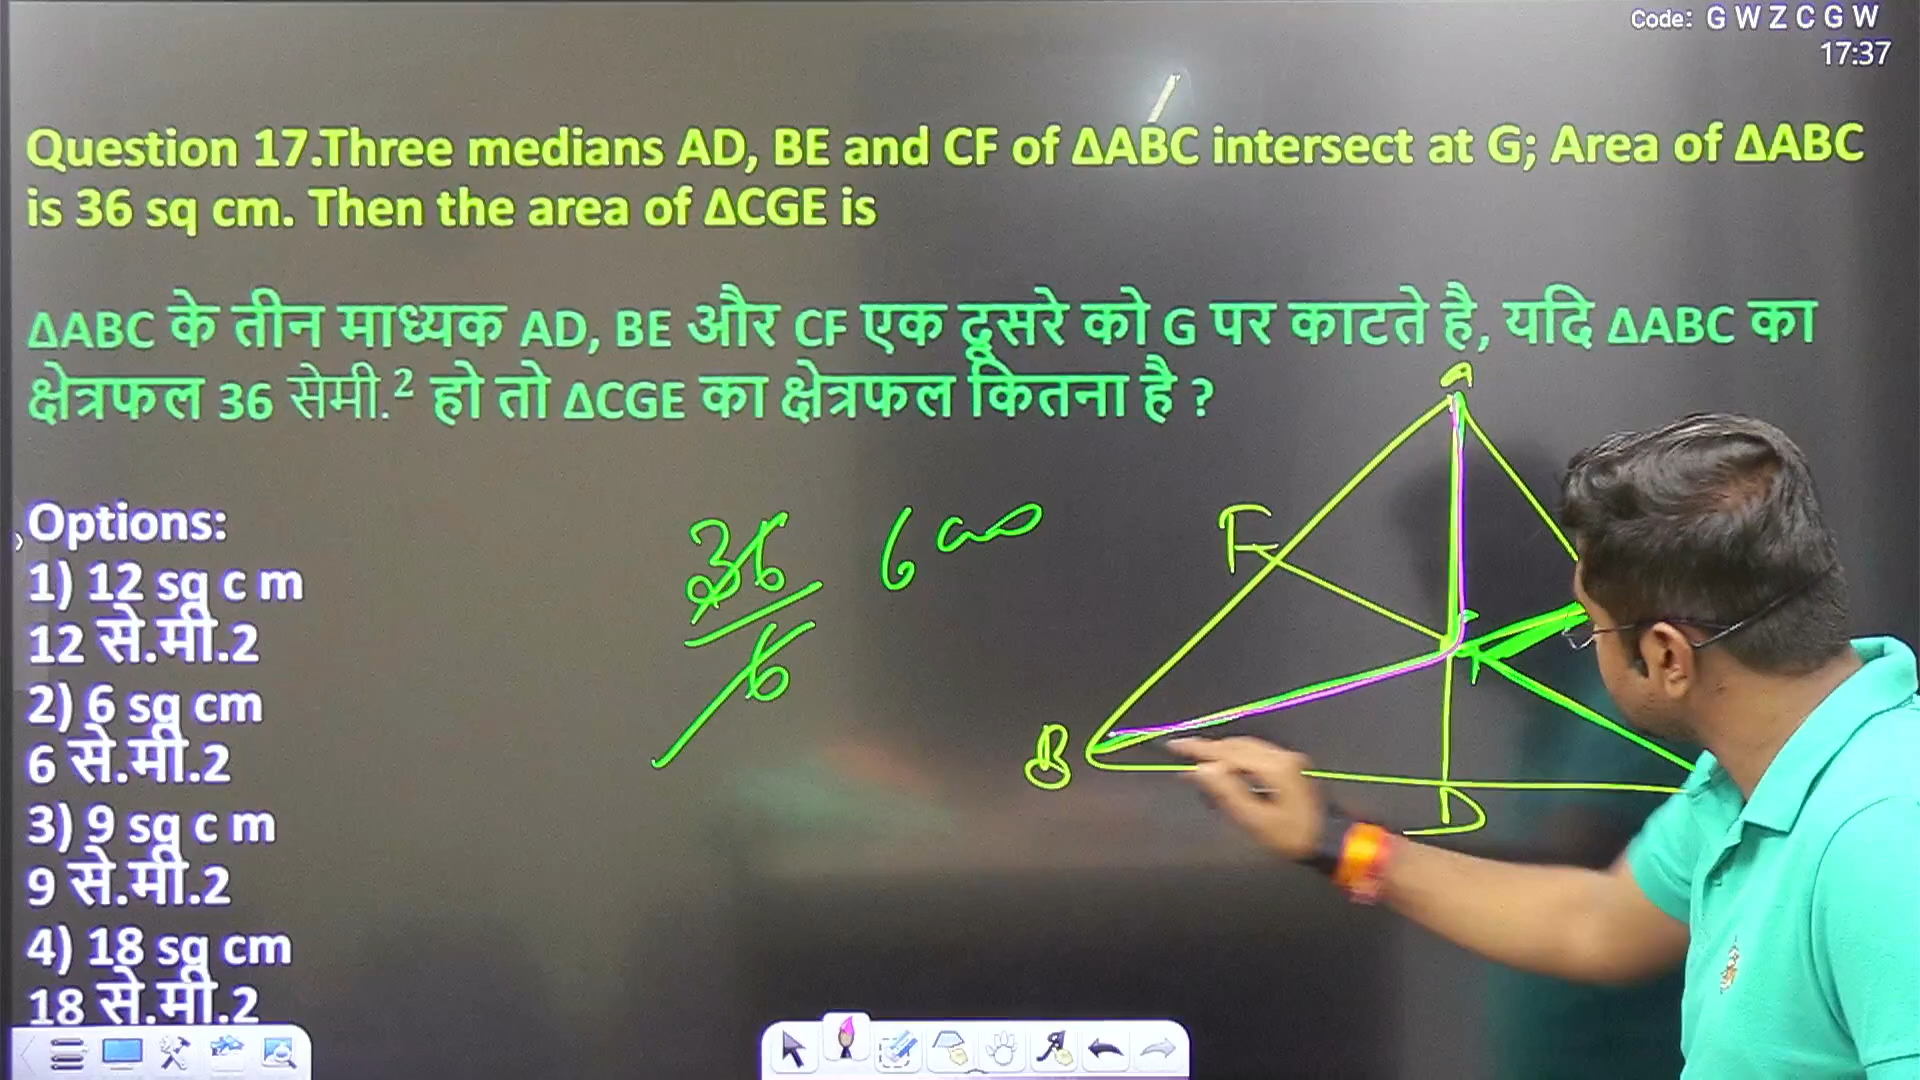 Code: G W Z C G W
17:37
Question 17.Three medians AD, BE and CF of ΔABC intersect at G; Area of ΔABC
is 36 sq cm. Then the area of ΔCGE is
ΔABC के तीन माध्यक AD, BE और CF एक दूसरे को G पर काटते है, यदि ΔABC का
क्षेत्रफल 36 सेमी.² हो तो ΔCGE का क्षेत्रफल कितना है ?
Options:
1) 12 sq c m
12 से.मी.2
2) 6 sq cm
6 से.मी.2
3) 9 sq c m
9 से.मी.2
4) 18 sq cm
18 से.मी.2
36
6
6
A
F
B
D